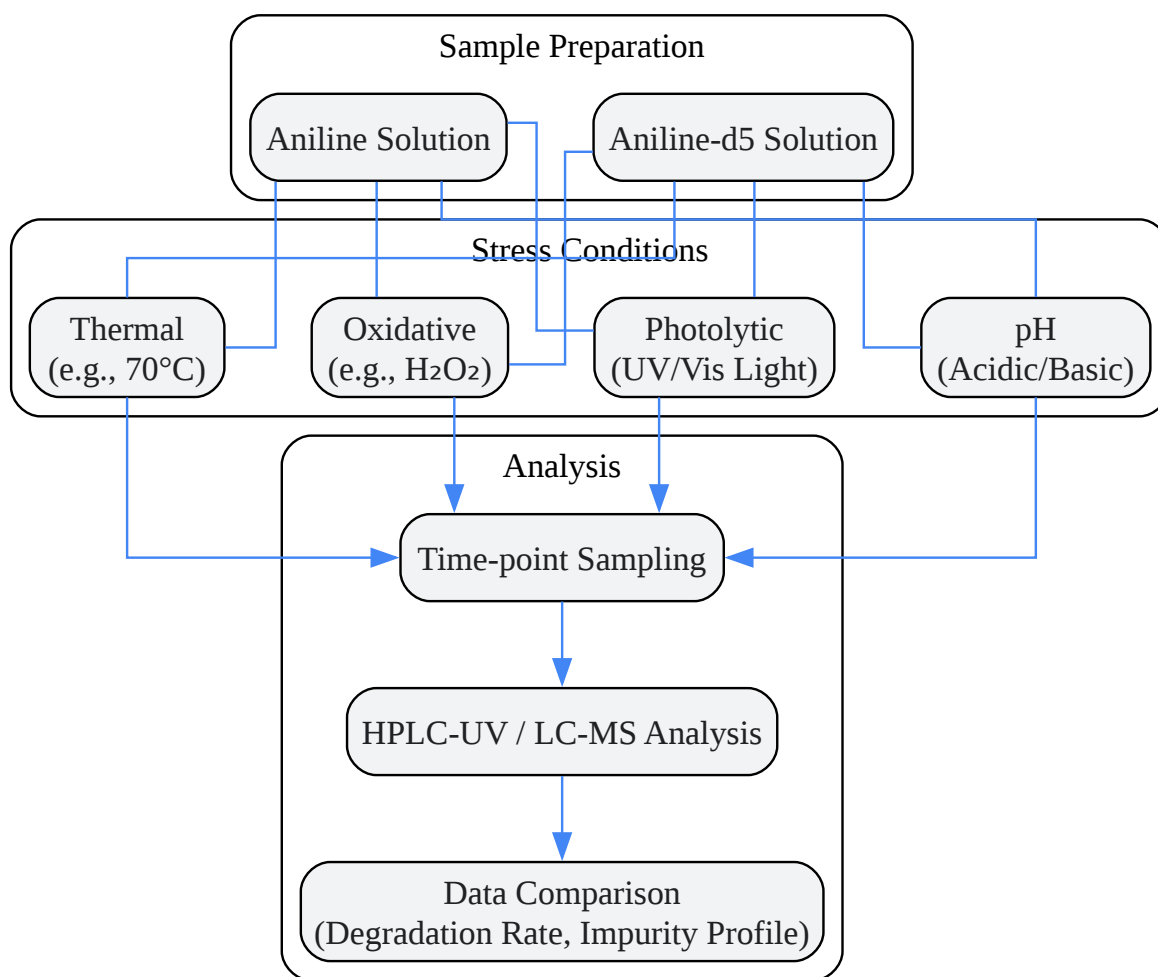 Sample Preparation
Aniline Solution
Aniline-d5 Solution
Stress Conditions
Thermal
(e.g., 70°C)
Oxidative
(e.g., H₂O₂)
Photolytic
(UV/Vis Light)
pH
(Acidic/Basic)
Analysis
Time-point Sampling
HPLC-UV / LC-MS Analysis
Data Comparison
(Degradation Rate, Impurity Profile)